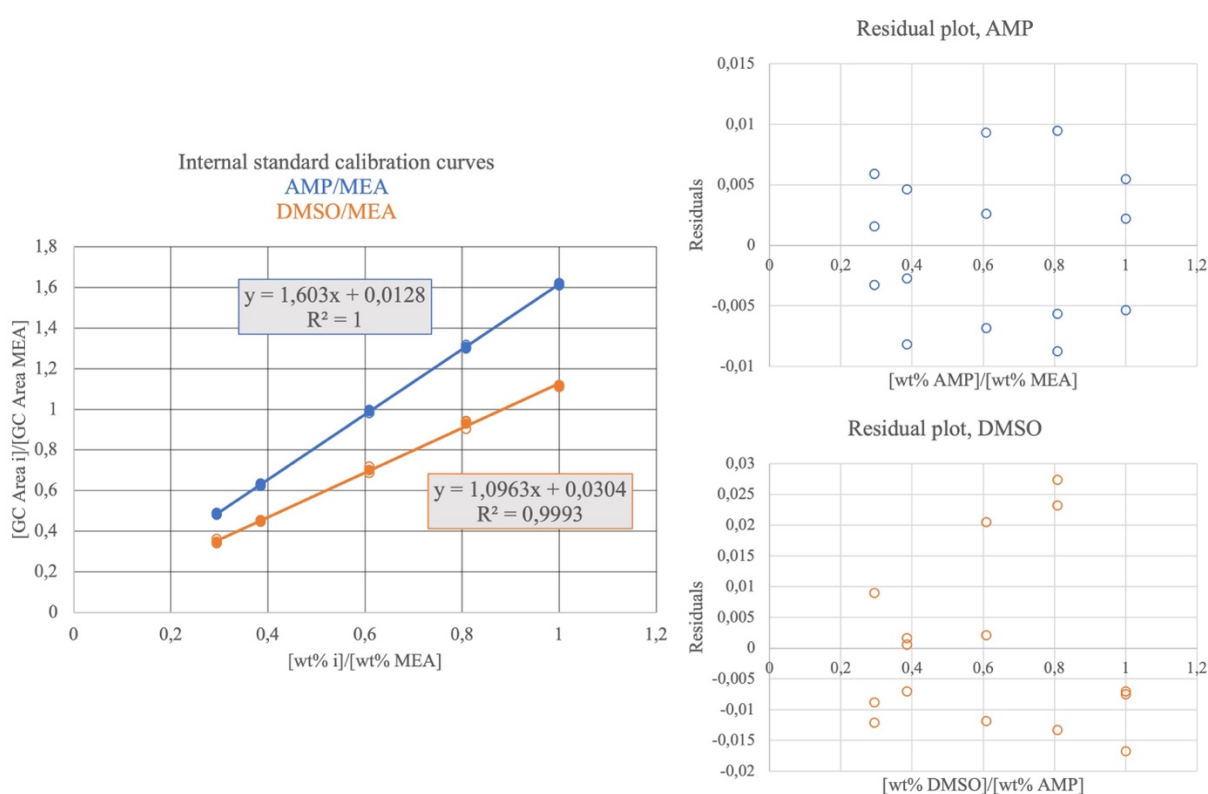 Internal standard calibration curves
AMP/MEA
DMSO/MEA
[GC Area i]/[GC Area MEA]
1,8
1,6
1,4
1,2
1
0,8
0,6
0,4
0,2
0
y = 1,603x + 0,0128
R² = 1
y = 1,0963x + 0,0304
R² = 0,9993
0 0,2 0,4 0,6 0,8 1 1,2
[wt% i]/[wt% MEA]
Residual plot, AMP
Residuals
0,015
0,01
0,005
0
-0,005
-0,01
0 0,2 0,4 0,6 0,8 1 1,2
[wt% AMP]/[wt% MEA]
Residual plot, DMSO
Residuals
0,03
0,025
0,02
0,015
0,01
0,005
0
-0,005
-0,01
-0,015
-0,02
0 0,2 0,4 0,6 0,8 1 1,2
[wt% DMSO]/[wt% AMP]